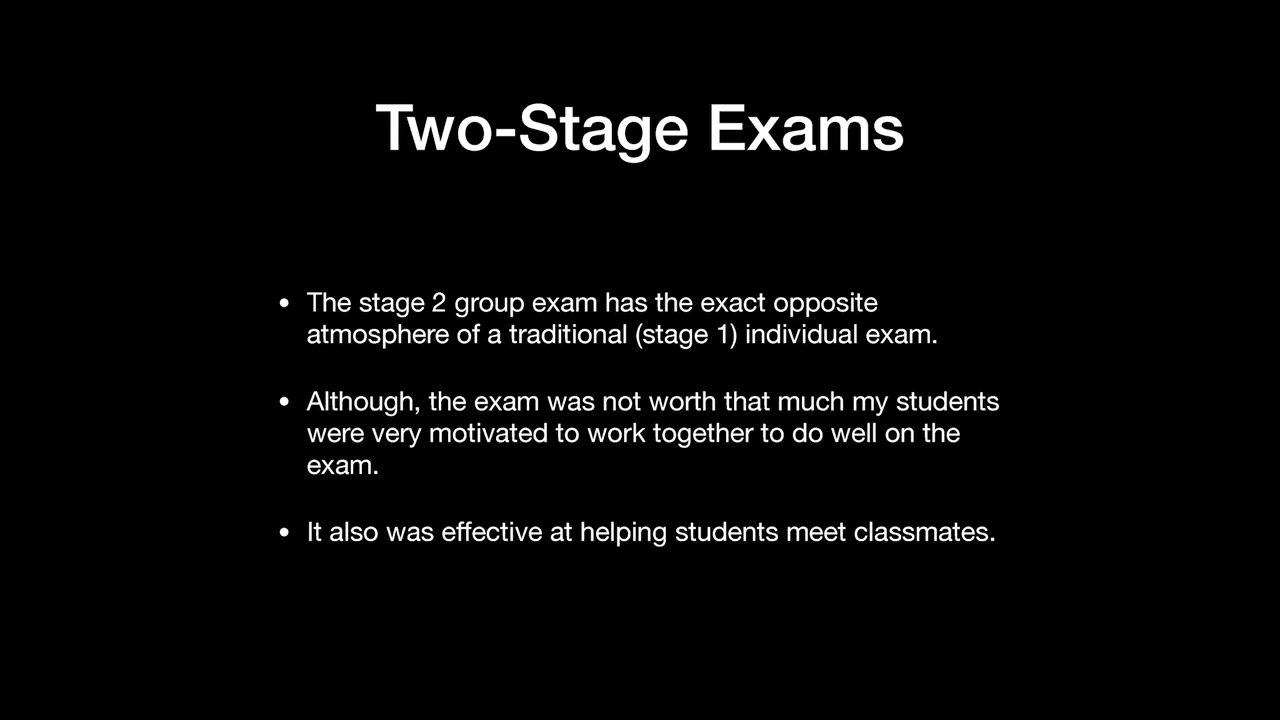 Two-Stage Exams
• The stage 2 group exam has the exact opposite
atmosphere of a traditional (stage 1) individual exam.
• Although, the exam was not worth that much my students
were very motivated to work together to do well on the
exam.
• It also was effective at helping students meet classmates.